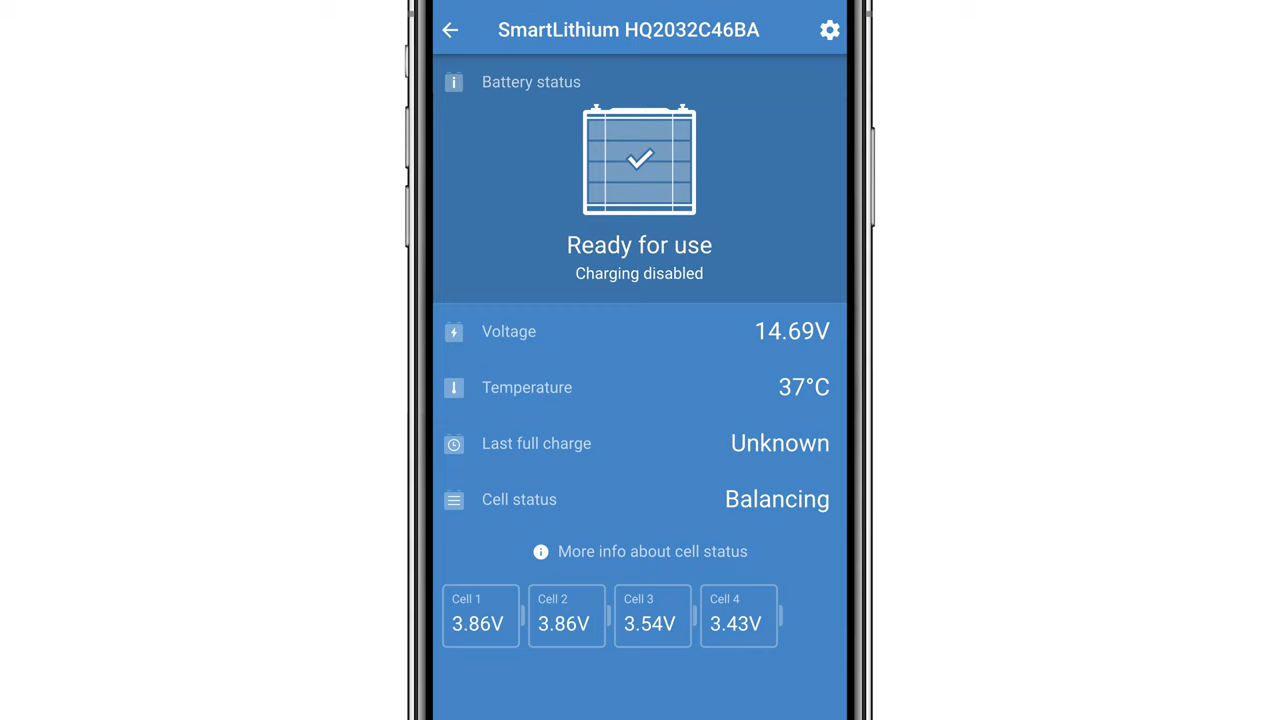 SmartLithium HQ2032C46BA
Battery status
Ready for use
Charging disabled
Voltage 14.69V
Temperature 37°C
Last full charge Unknown
Cell status Balancing
More info about cell status
Cell 1 Cell 2 Cell 3 Cell 4
3.86V 3.86V 3.54V 3.43V